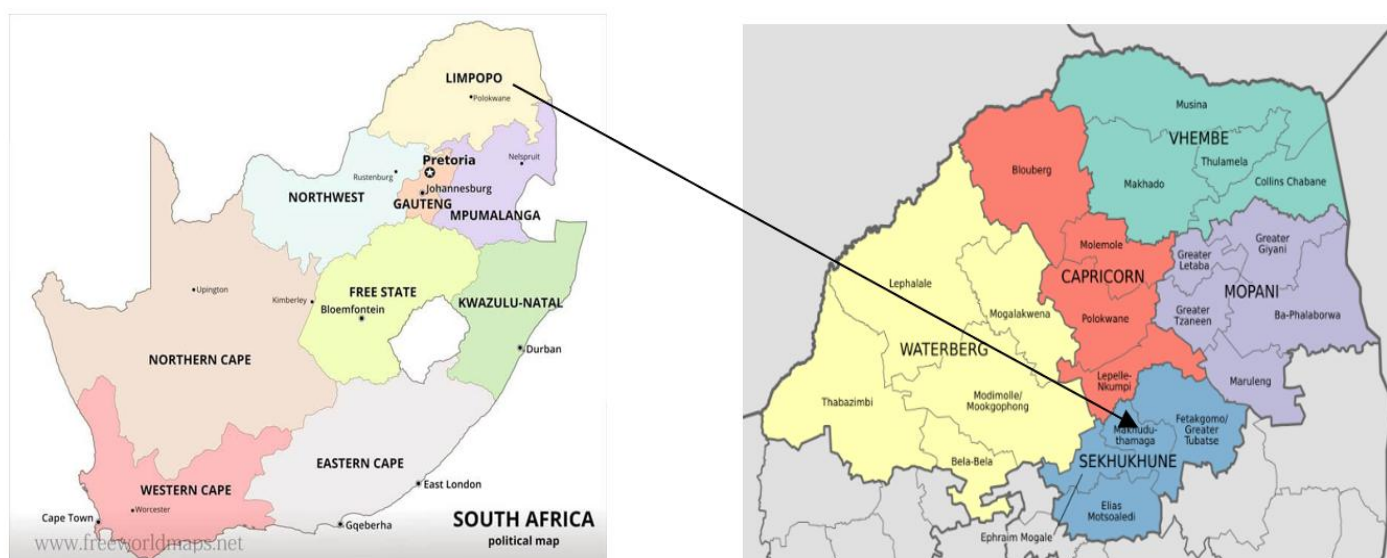 LIMPOPO
Polokwane
Pretoria
Nelspruit
Rustenburg
Johannesburg
NORTHWEST
GAUTENG
MPUMALANGA
Upington
Kimberley
FREE STATE
Bloemfontein
KWAZULU-NATAL
Durban
NORTHERN CAPE
EASTERN CAPE
WESTERN CAPE
East London
Worcester
Cape Town
Gqeberha
SOUTH AFRICA
political map
www.freeworldmaps.net
Musina
VHEMBE
Thulamela
Blouberg
Makhado
Collins Chabane
Molemole
Greater
Giyani
Greater
Letaba
CAPRICORN
Lephalale
MOPANI
Mogalakwena
Polokwane
Greater
Tzaneen
Ba-Phalaborwa
WATERBERG
Lepelle-
Nkumpi
Maruleng
Thabazimbi
Modimolle/
Mookgophong
Fetakgomo/
Greater
Tubatse
Makhudu-
thamaga
Bela-Bela
SEKHUKHUNE
Elias
Motsoaledi
Ephraim Mogale